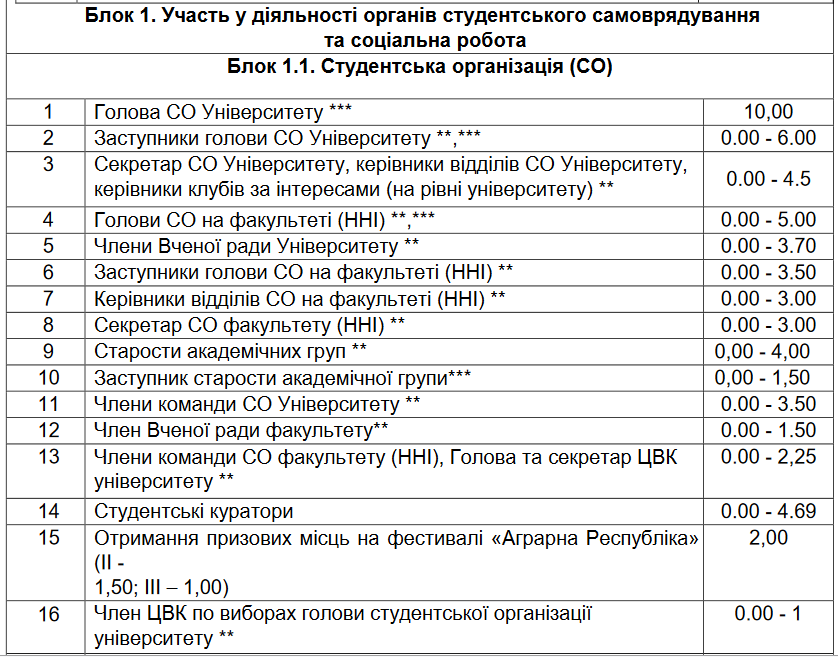 Блок 1. Участь у діяльності органів студентського самоврядування
та соціальна робота
Блок 1.1. Студентська організація (СО)
1 Голова СО Університету *** 10,00
2 Заступники голови СО Університету **,*** 0.00 - 6.00
3 Секретар СО Університету, керівники відділів СО Університету,
керівники клубів за інтересами (на рівні університету) ** 0.00 - 4.5
4 Голови СО на факультеті (ННІ) **,*** 0.00 - 5.00
5 Члени Вченої ради Університету ** 0.00 - 3.70
6 Заступники голови СО на факультеті (ННІ) ** 0.00 - 3.50
7 Керівники відділів СО на факультеті (ННІ) ** 0.00 - 3.00
8 Секретар СО факультету (ННІ) ** 0.00 - 3.00
9 Старости академічних груп ** 0,00 - 4,00
10 Заступник старости академічної групи*** 0,00 - 1,50
11 Члени команди СО Університету ** 0.00 - 3.50
12 Член Вченої ради факультету** 0.00 - 1.50
13 Члени команди СО факультету (ННІ), Голова та секретар ЦВК 0.00 - 2,25
університету **
14 Студентські куратори 0.00 - 4.69
15 Отримання призових місць на фестивалі «Аграрна Республіка» 2,00
(ІІ -
1,50; ІІІ – 1,00)
16 Член ЦВК по виборах голови студентської організації 0.00 - 1
університету **